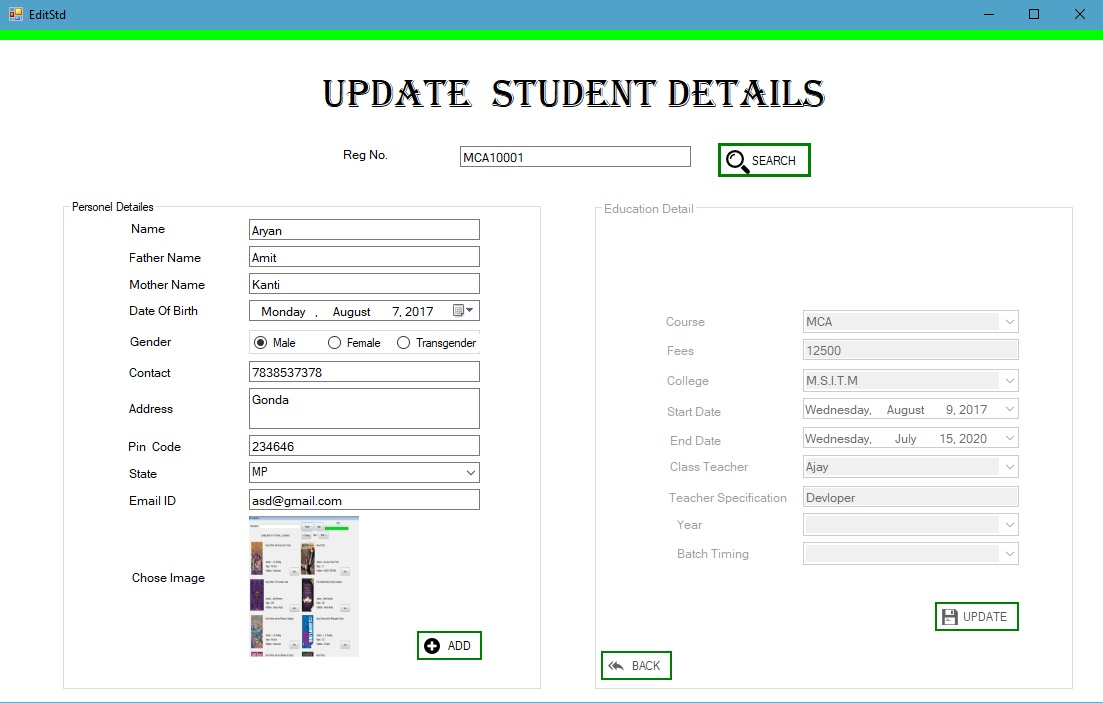 EditStd
UPDATE STUDENT DETAILS
Reg No.
MCA10001
SEARCH
Personel Detailes
Name
Aryan
Father Name
Amit
Mother Name
Kanti
Date Of Birth
Monday , August 7, 2017
Gender
Male Female Transgender
Contact
7838537378
Address
Gonda
Pin Code
234646
State
MP
Email ID
asd@gmail.com
Chose Image
ADD
Education Detail
Course
MCA
Fees
12500
College
M.S.I.T.M
Start Date
Wednesday, August 9, 2017
End Date
Wednesday, July 15, 2020
Class Teacher
Ajay
Teacher Specification
Devloper
Year
Batch Timing
UPDATE
BACK